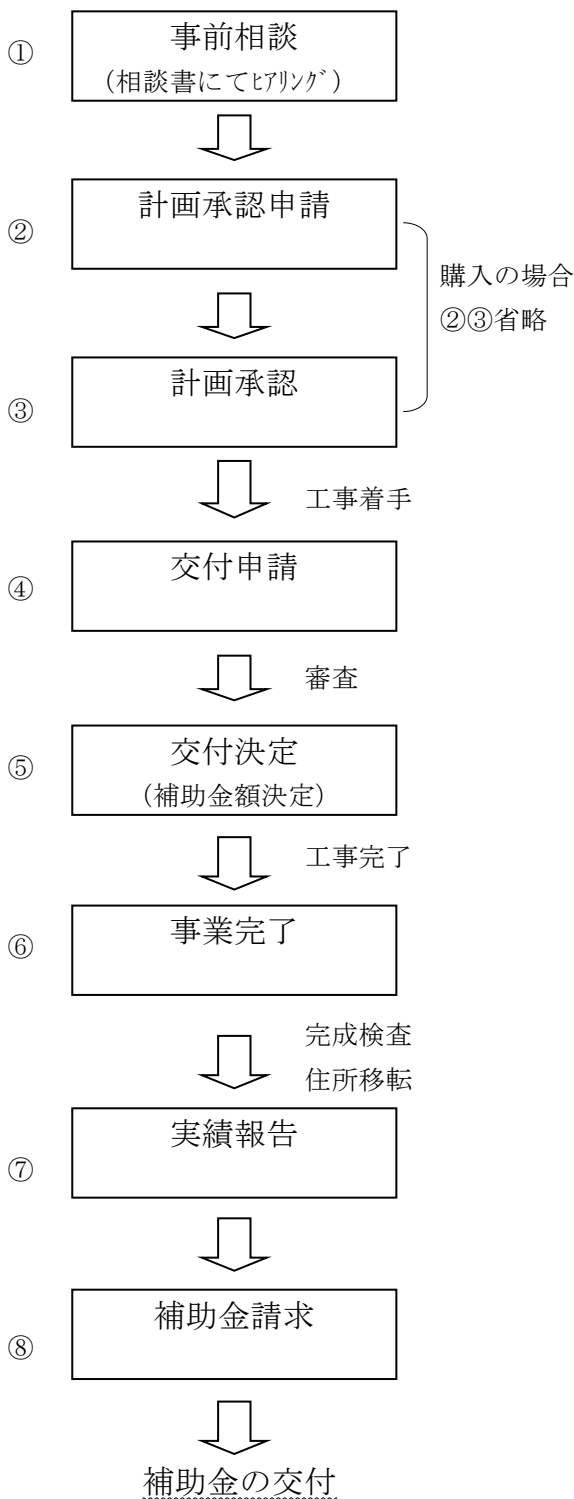 ①
事前相談
（相談書にてﾋｱﾘﾝｸﾞ）
②
計画承認申請
購入の場合
②③省略
③
計画承認
工事着手
④
交付申請
審査
⑤
交付決定
（補助金額決定）
工事完了
⑥
事業完了
完成検査
住所移転
⑦
実績報告
⑧
補助金請求
補助金の交付